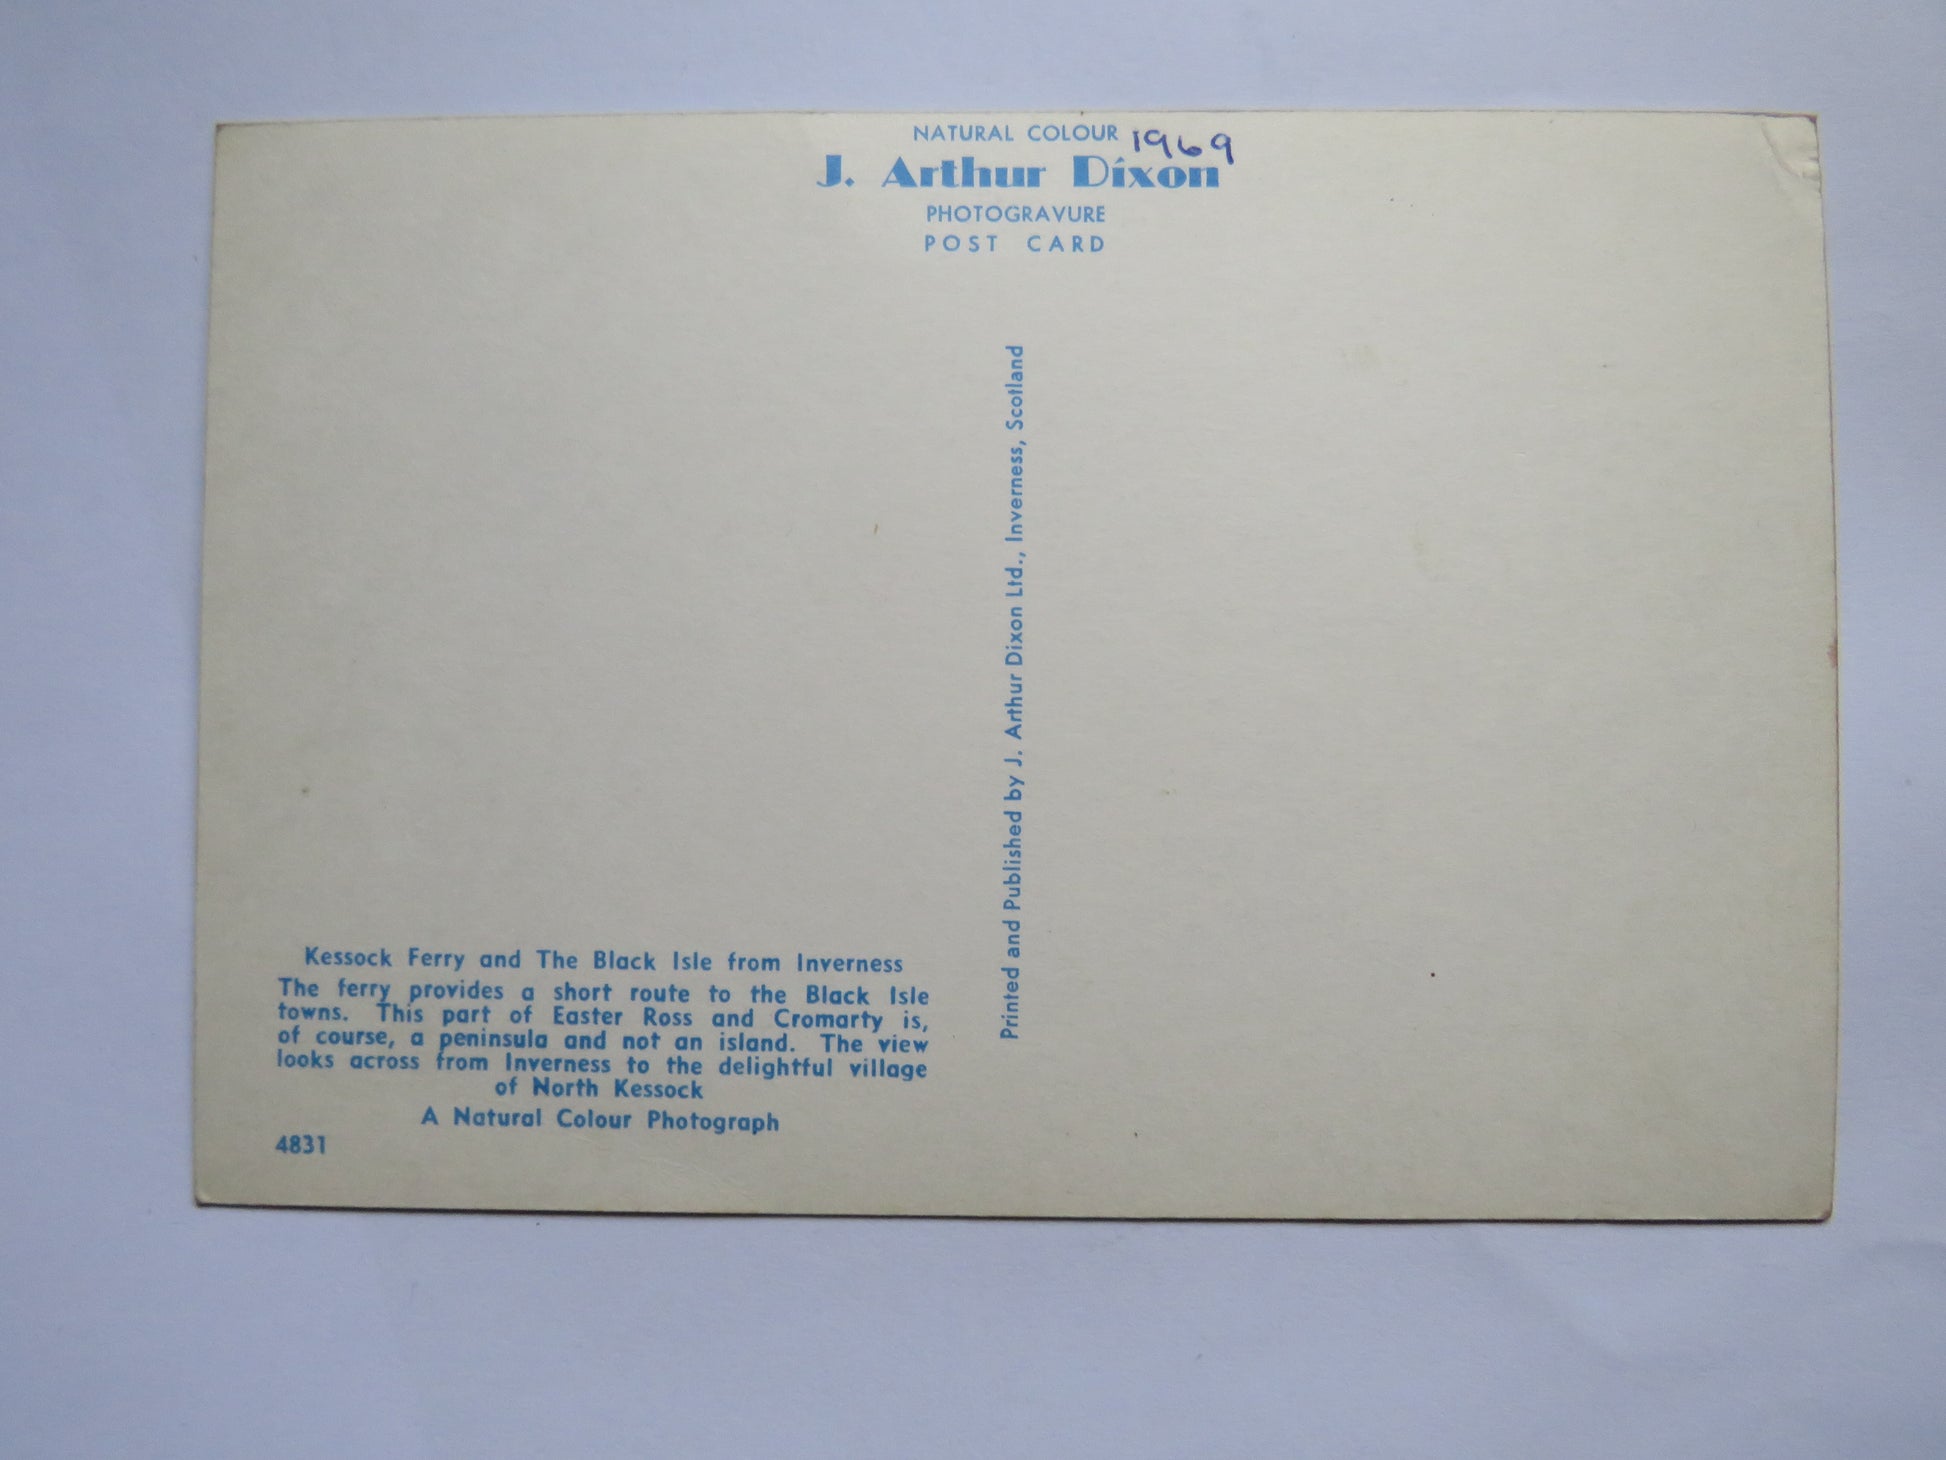 NATURAL COLOUR 1969
J. Arthur Dixon
PHOTOGRAVURE
POST CARD
Printed and Published by J. Arthur Dixon Ltd., Inverness, Scotland
Kessock Ferry and The Black Isle from Inverness
The ferry provides a short route to the Black Isle
towns. This part of Easter Ross and Cromarty is,
of course, a peninsula and not an island. The view
looks across from Inverness to the delightful village
of North Kessock
A Natural Colour Photograph
4831